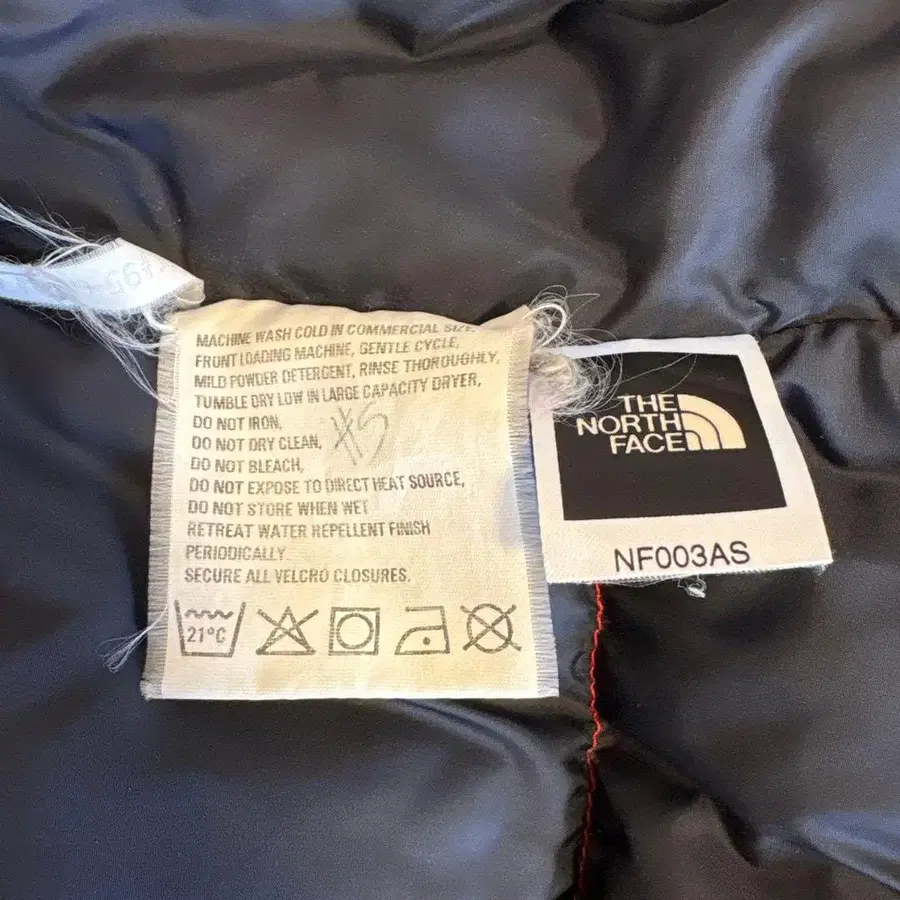 MACHINE WASH COLD IN COMMERCIAL SIZE,
FRONT LOADING MACHINE, GENTLE CYCLE,
MILD POWDER DETERGENT, RINSE THOROUGHLY,
TUMBLE DRY LOW IN LARGE CAPACITY DRYER,
DO NOT IRON,
DO NOT DRY CLEAN,
XS
DO NOT BLEACH,
DO NOT EXPOSE TO DIRECT HEAT SOURCE,
DO NOT STORE WHEN WET
RETREAT WATER REPELLENT FINISH
PERIODICALLY
SECURE ALL VELCRO CLOSURES.
21°C
THE
NORTH
FACE
NF003AS